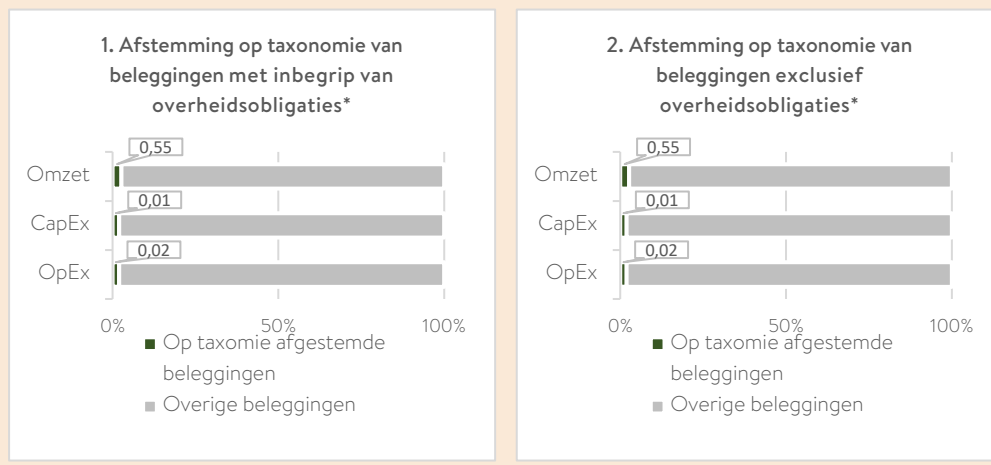 1. Afstemming op taxonomie van
beleggingen met inbegrip van
overheidsobligaties*
0,55
Omzet
0,01
CapEx
0,02
OpEx
0% 50% 100%
Op taxomie afgestemde
beleggingen
Overige beleggingen
2. Afstemming op taxonomie van
beleggingen exclusief
overheidsobligaties*
0,55
Omzet
0,01
CapEx
0,02
OpEx
0% 50% 100%
Op taxomie afgestemde
beleggingen
Overige beleggingen